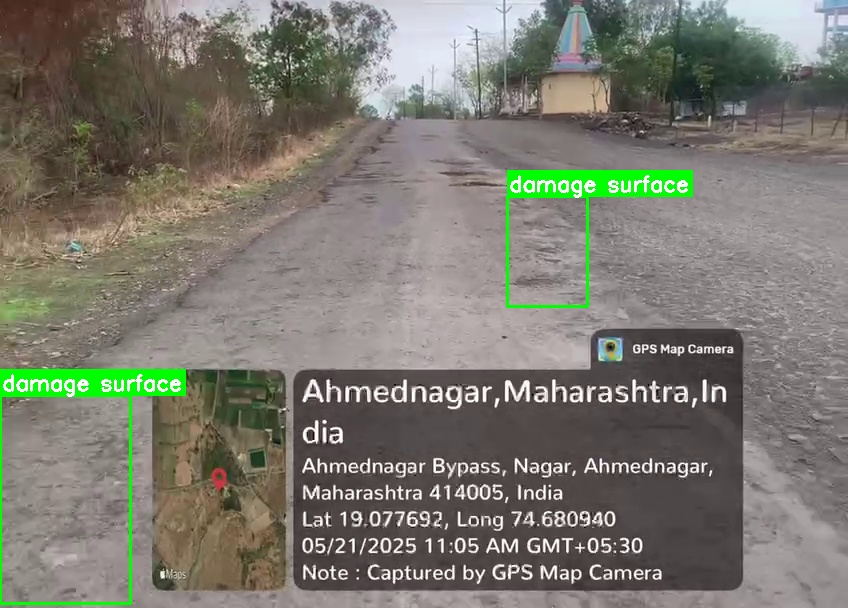 damage surface
GPS Map Camera
damage surface
Ahmednagar,Maharashtra,In
dia
Ahmednagar Bypass, Nagar, Ahmednagar,
Maharashtra 414005, India
Lat 19.077692, Long 74.680940
05/21/2025 11:05 AM GMT+05:30
Note : Captured by GPS Map Camera
Maps